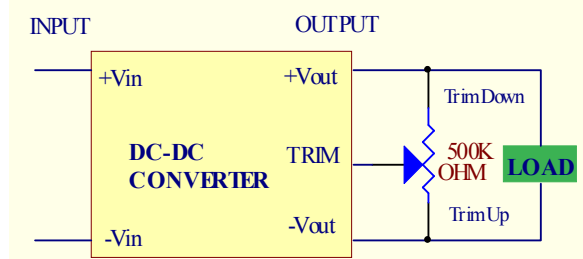 INPUT
OUTPUT
+Vin
+Vout
Trim Down
DC-DC
CONVERTER
TRIM
500K
OHM
LOAD
Trim Up
-Vin
-Vout